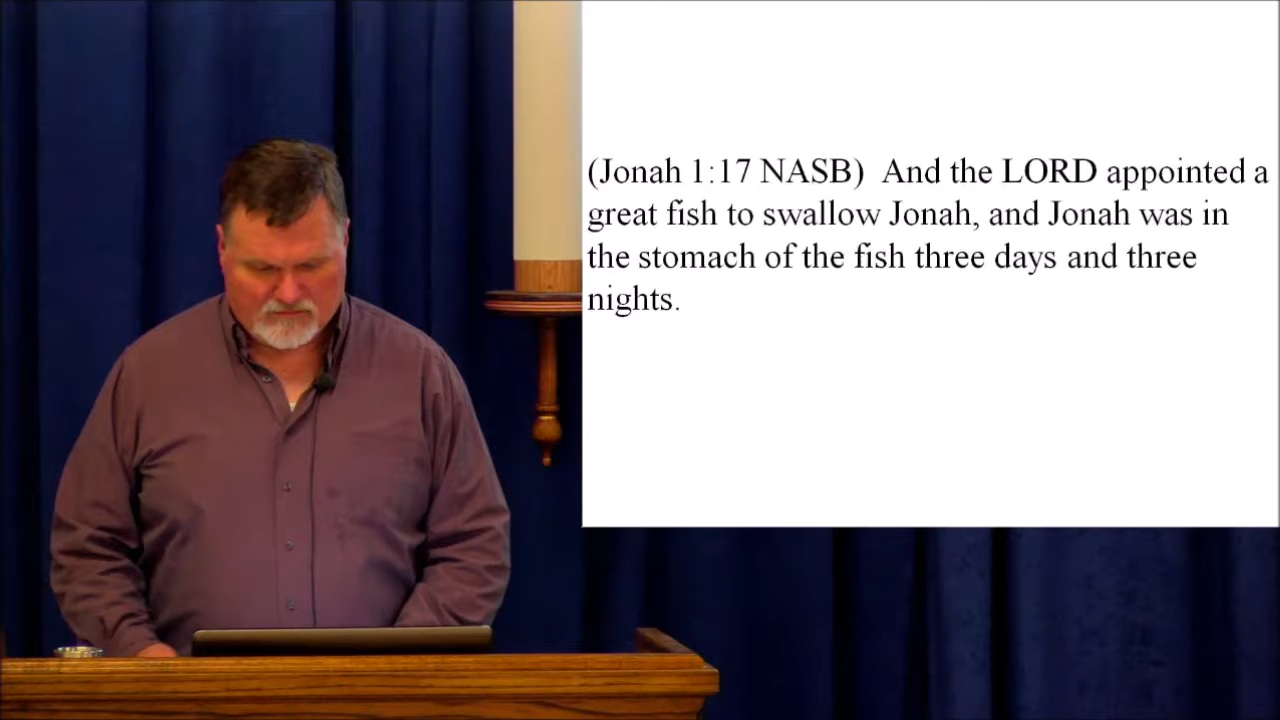 (Jonah 1:17 NASB)  And the LORD appointed a
great fish to swallow Jonah, and Jonah was in
the stomach of the fish three days and three
nights.